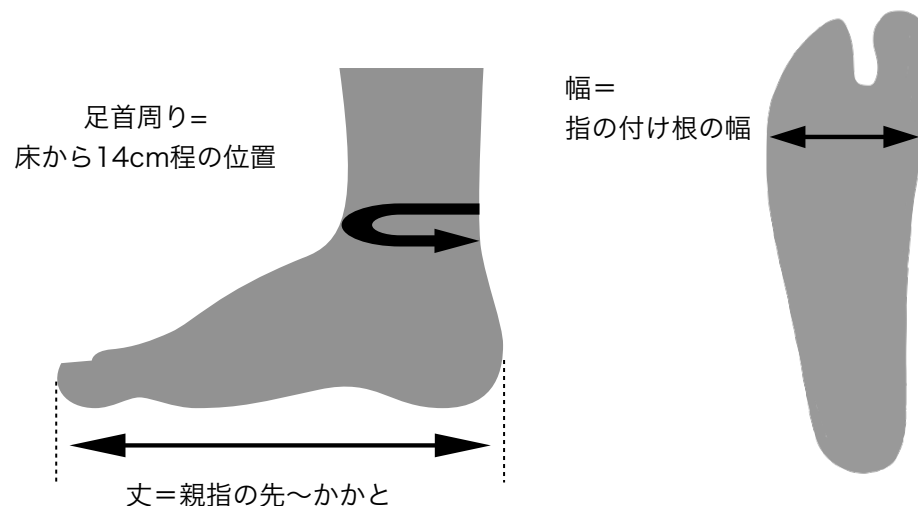 足首周り=
床から14cm程の位置
幅＝
指の付け根の幅
丈＝親指の先〜かかと